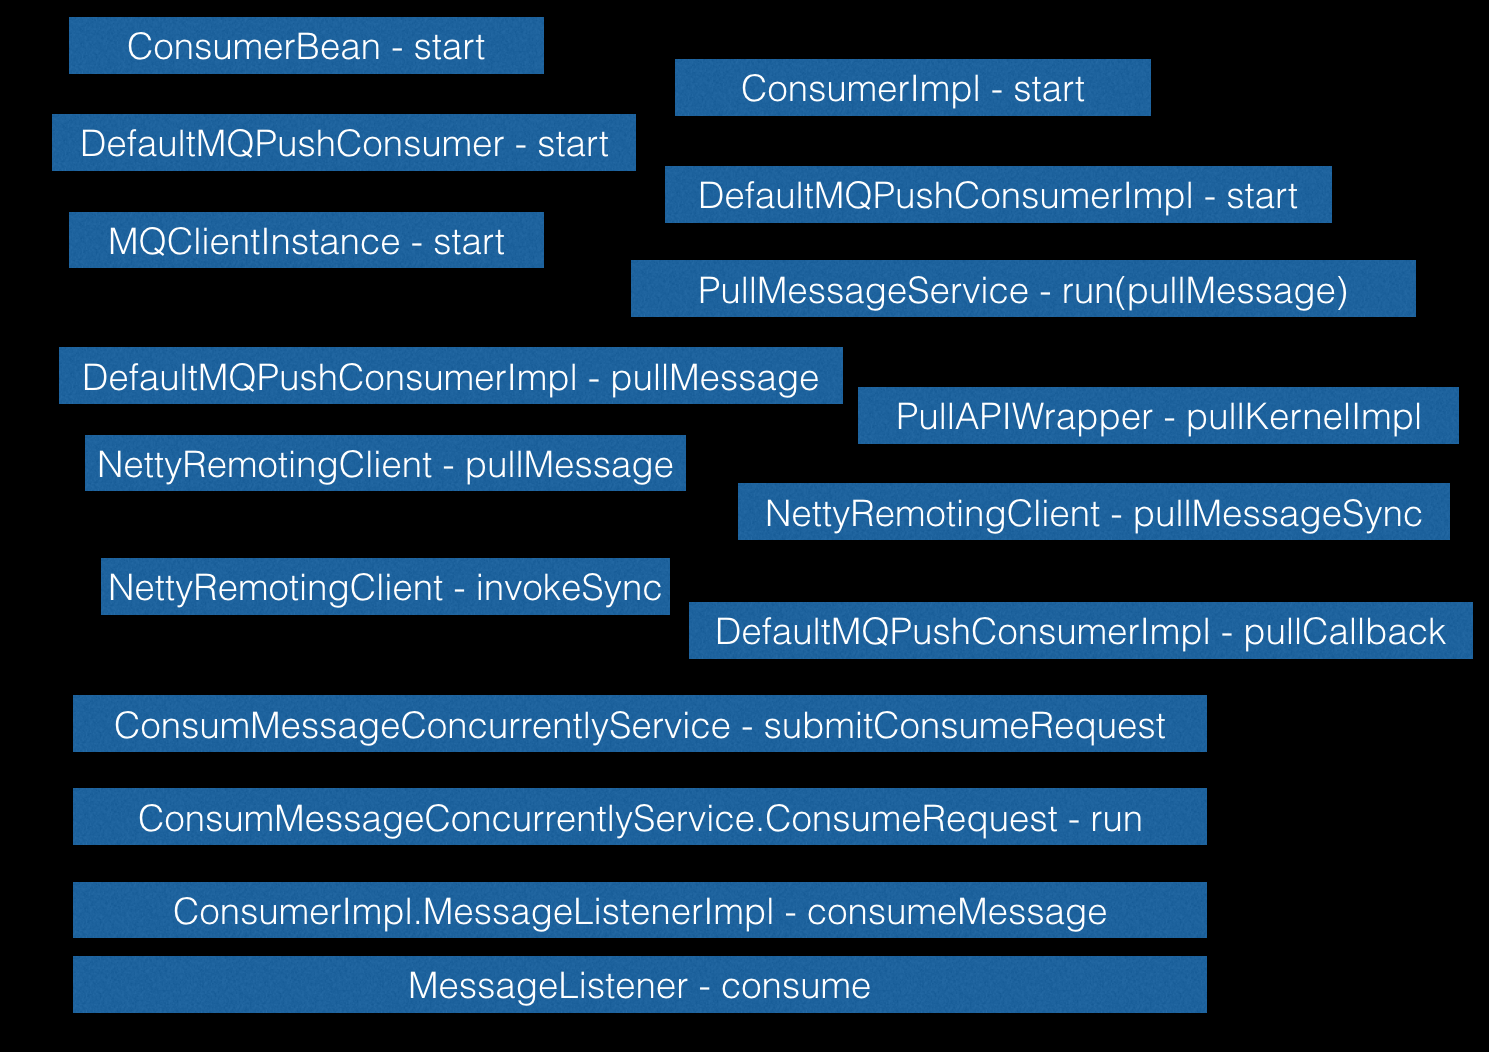 ConsumerBean - start
ConsumerImpl - start
DefaultMQPushConsumer - start
DefaultMQPushConsumerImpl - start
MQClientInstance - start
PullMessageService - run(pullMessage)
DefaultMQPushConsumerImpl - pullMessage
PullAPIWrapper - pullKernelImpl
NettyRemotingClient - pullMessage
NettyRemotingClient - pullMessageSync
NettyRemotingClient - invokeSync
DefaultMQPushConsumerImpl - pullCallback
ConsumMessageConcurrentlyService - submitConsumeRequest
ConsumMessageConcurrentlyService.ConsumeRequest - run
ConsumerImpl.MessageListenerImpl - consumeMessage
MessageListener - consume